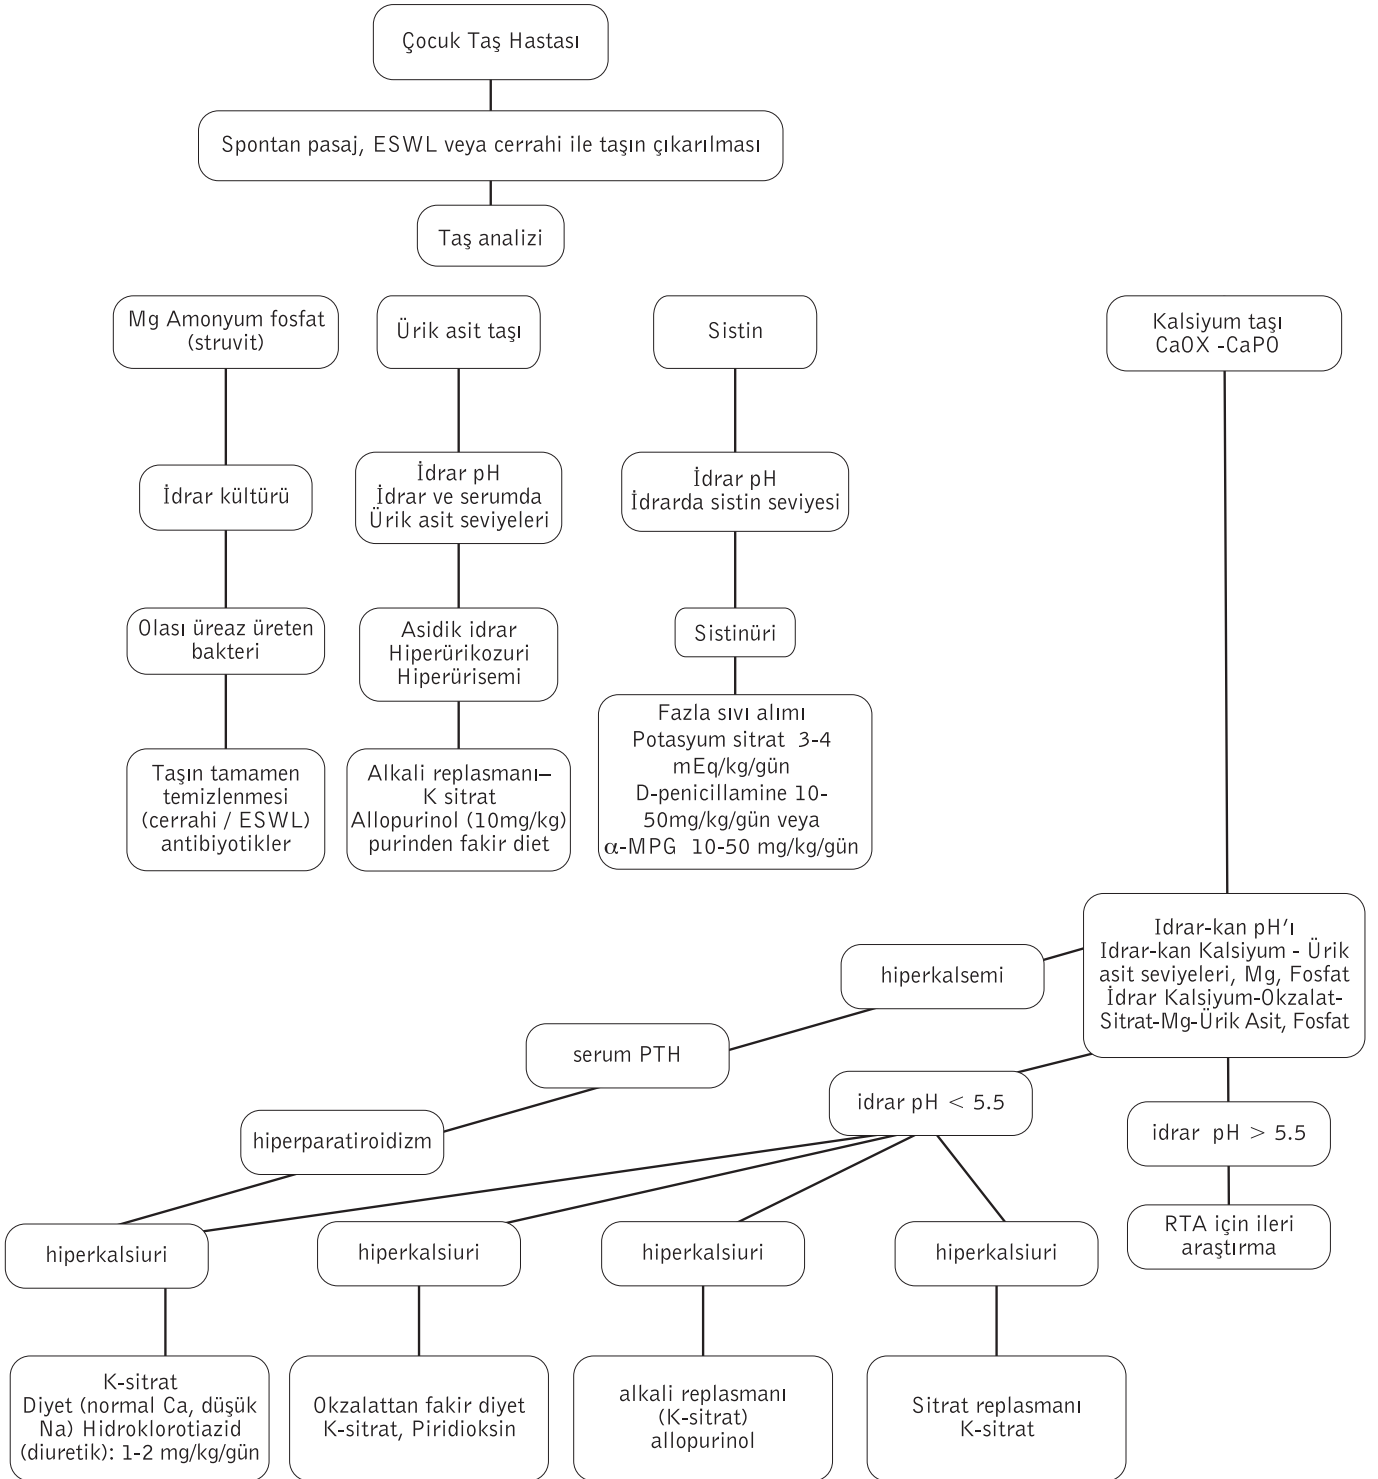 Çocuk Taş Hastası
Spontan pasaj, ESWL veya cerrahi ile taşın çıkarılması
Taş analizi
Mg Amonyum fosfat
(struvit)
Ürik asit taşı
Sistin
Kalsiyum taşı
CaOX -CaPO
İdrar kültürü
İdrar pH
İdrar ve serumda
Ürik asit seviyeleri
İdrar pH
İdrarda sistin seviyesi
Olası üreaz üreten
bakteri
Asidik idrar
Hiperürikozuri
Hiperürisemi
Sistinüri
Taşın tamamen
temizlenmesi
(cerrahi / ESWL)
antibiyotikler
Alkali replasmanı–
K sitrat
Allopurinol (10mg/kg)
purinden fakir diet
Fazla sıvı alımı
Potasyum sitrat 3-4
mEq/kg/gün
D-penicillamine 10-
50mg/kg/gün veya
α-MPG 10-50 mg/kg/gün
Idrar-kan pH’ı
Idrar-kan Kalsiyum - Ürik
asit seviyeleri, Mg, Fosfat
İdrar Kalsiyum-Okzalat-
Sitrat-Mg-Ürik Asit, Fosfat
hiperkalsemi
serum PTH
idrar pH < 5.5
idrar pH > 5.5
hiperparatiroidizm
RTA için ileri
araştırma
hiperkalsiuri
hiperkalsiuri
hiperkalsiuri
hiperkalsiuri
K-sitrat
Diyet (normal Ca, düşük
Na) Hidroklorotiazid
(diuretik): 1-2 mg/kg/gün
Okzalattan fakir diyet
K-sitrat, Piridioksin
alkali replasmanı
(K-sitrat)
allopurinol
Sitrat replasmanı
K-sitrat